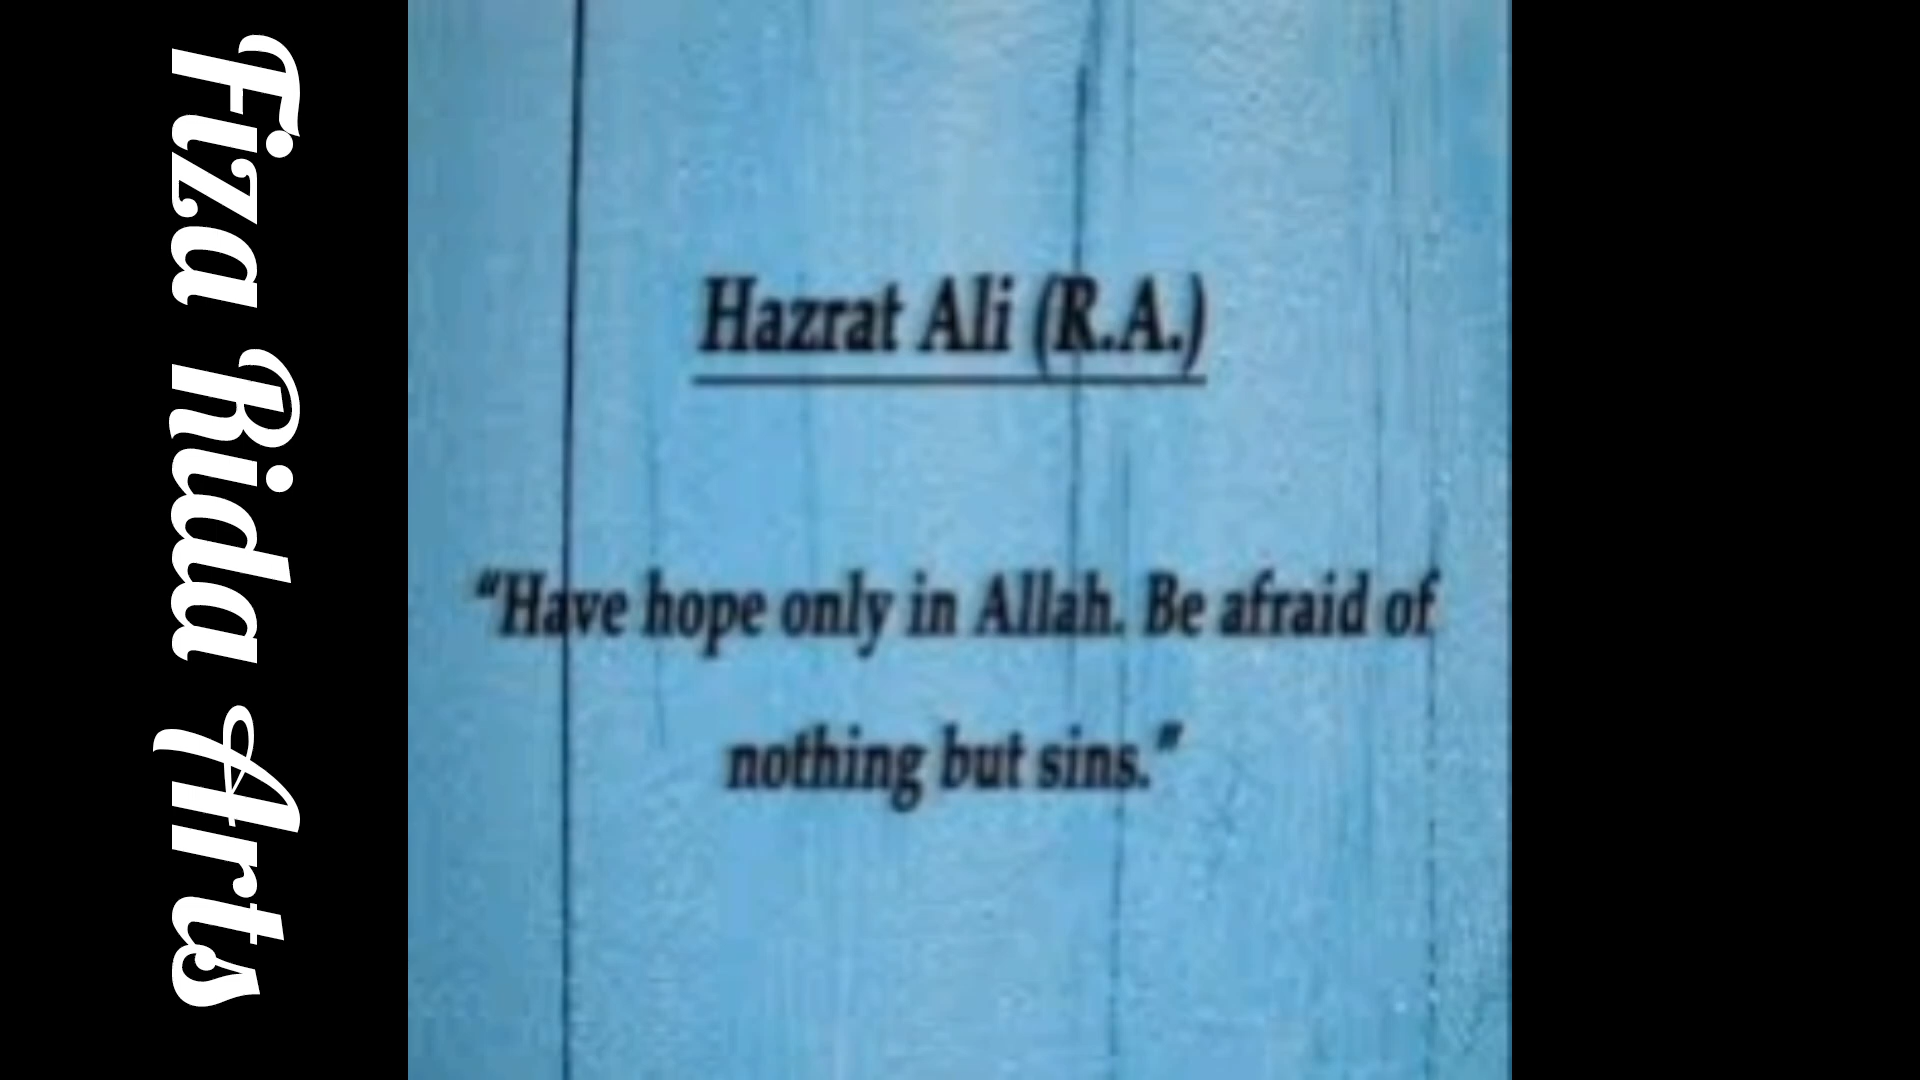 Fiza Rida Arts
Hazrat Ali (R.A.)
“Have hope only in Allah. Be afraid of
nothing but sins.”